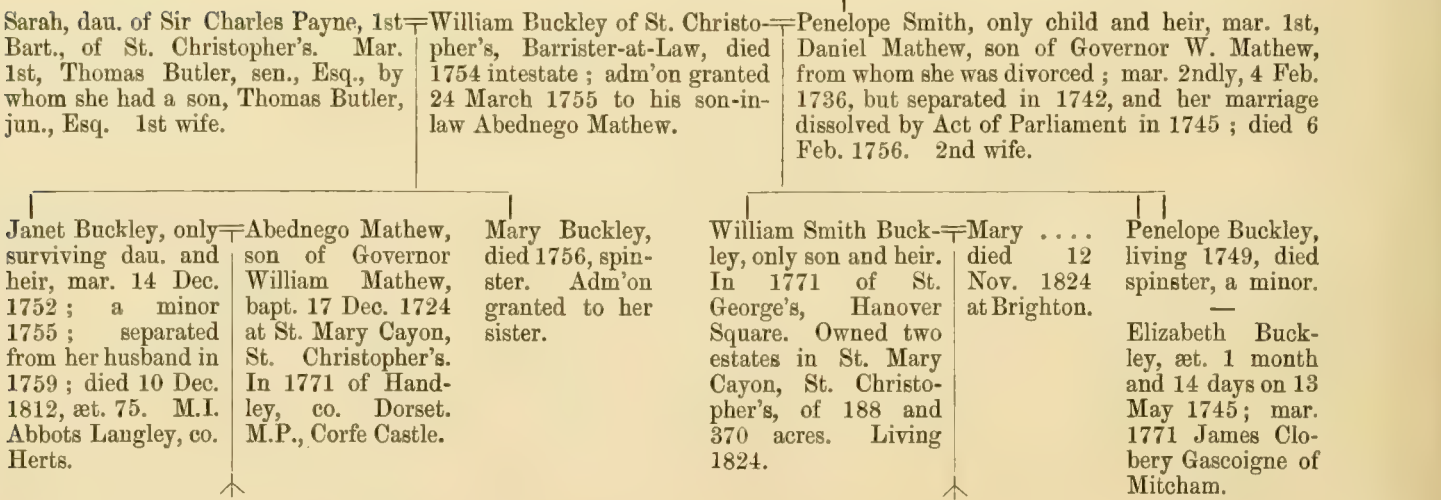 Sarah, dau. of Sir Charles Payne, 1st
Bart., of St. Christopher's. Mar.
1st, Thomas Butler, sen., Esq., by
whom she had a son, Thomas Butler,
jun., Esq. 1st wife.
William Buckley of St. Christo-
pher's, Barrister-at-Law, died
1754 intestate ; adm'on granted
24 March 1755 to his son-in-
law Abednego Mathew.
Penelope Smith, only child and heir, mar. 1st,
Daniel Mathew, son of Governor W. Mathew,
from whom she was divorced ; mar. 2ndly, 4 Feb.
1736, but separated in 1742, and her marriage
dissolved by Act of Parliament in 1745 ; died 6
Feb. 1756. 2nd wife.
Janet Buckley, only
surviving dau. and
heir, mar. 14 Dec.
1752 ; a minor
1755 ; separated
from her husband in
1759 ; died 10 Dec.
1812, æt. 75. M.I.
Abbots Langley, co.
Herts.
Abednego Mathew,
son of Governor
William Mathew,
bapt. 17 Dec. 1724
at St. Mary Cayon,
St. Christopher's.
In 1771 of Hand-
ley, co. Dorset.
M.P., Corfe Castle.
Mary Buckley,
died 1756, spin-
ster. Adm'on
granted to her
sister.
William Smith Buck-
ley, only son and heir.
In 1771 of St.
George's, Hanover
Square. Owned two
estates in St. Mary
Cayon, St. Christo-
pher's, of 188 and
370 acres. Living
1824.
Mary ....
died 12
Nov. 1824
at Brighton.
Penelope Buckley,
living 1749, died
spinster, a minor.
—
Elizabeth Buck-
ley, æt. 1 month
and 14 days on 13
May 1745 ; mar.
1771 James Clo-
bery Gascoigne of
Mitcham.